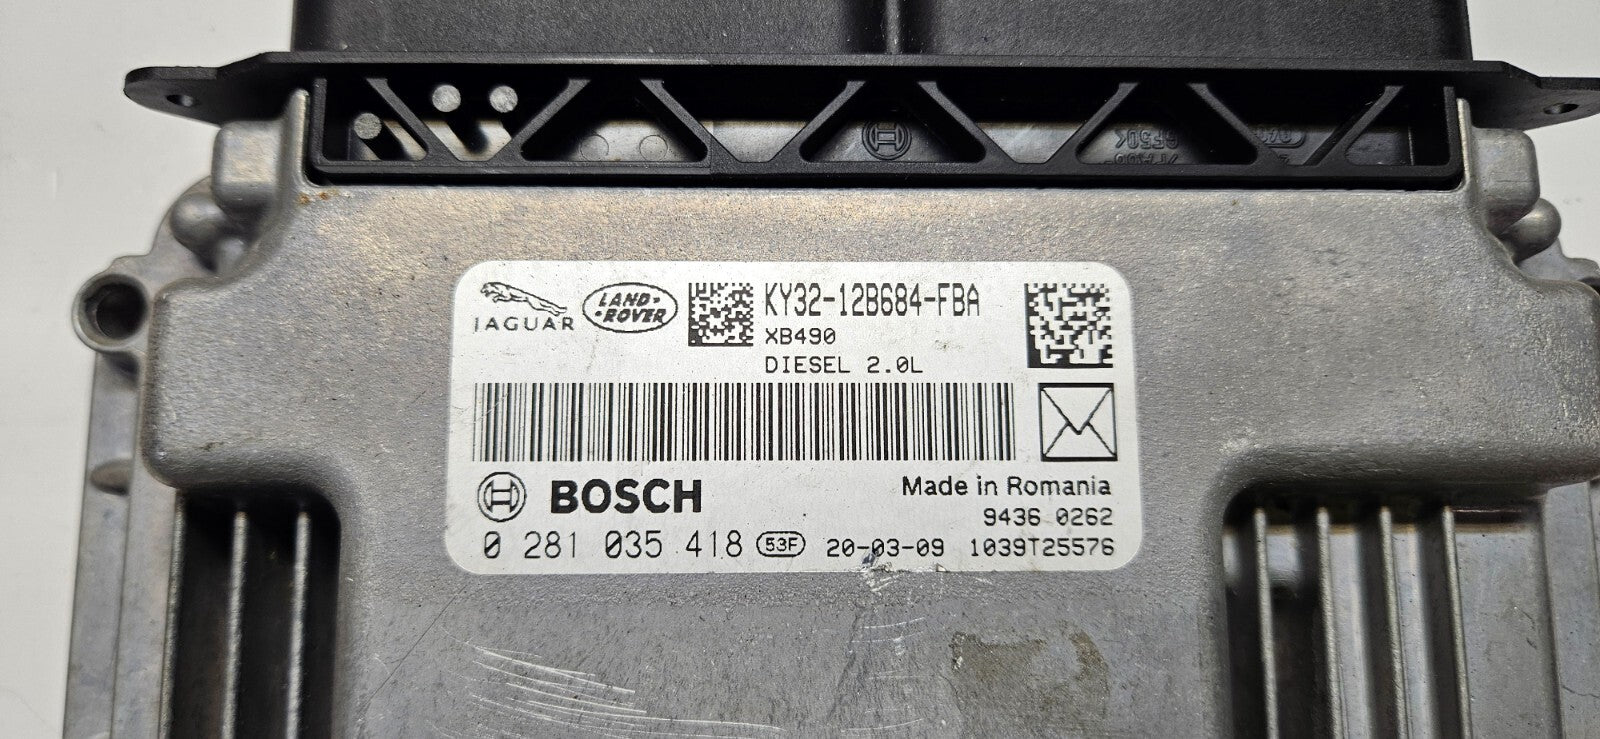 JAGUAR
LAND-
-ROVER
KY32-12B684-FBA
XB490
DIESEL 2.0L
BOSCH
Made in Romania
9436 0262
0 281 035 418 53F 20-03-09 1039T25576